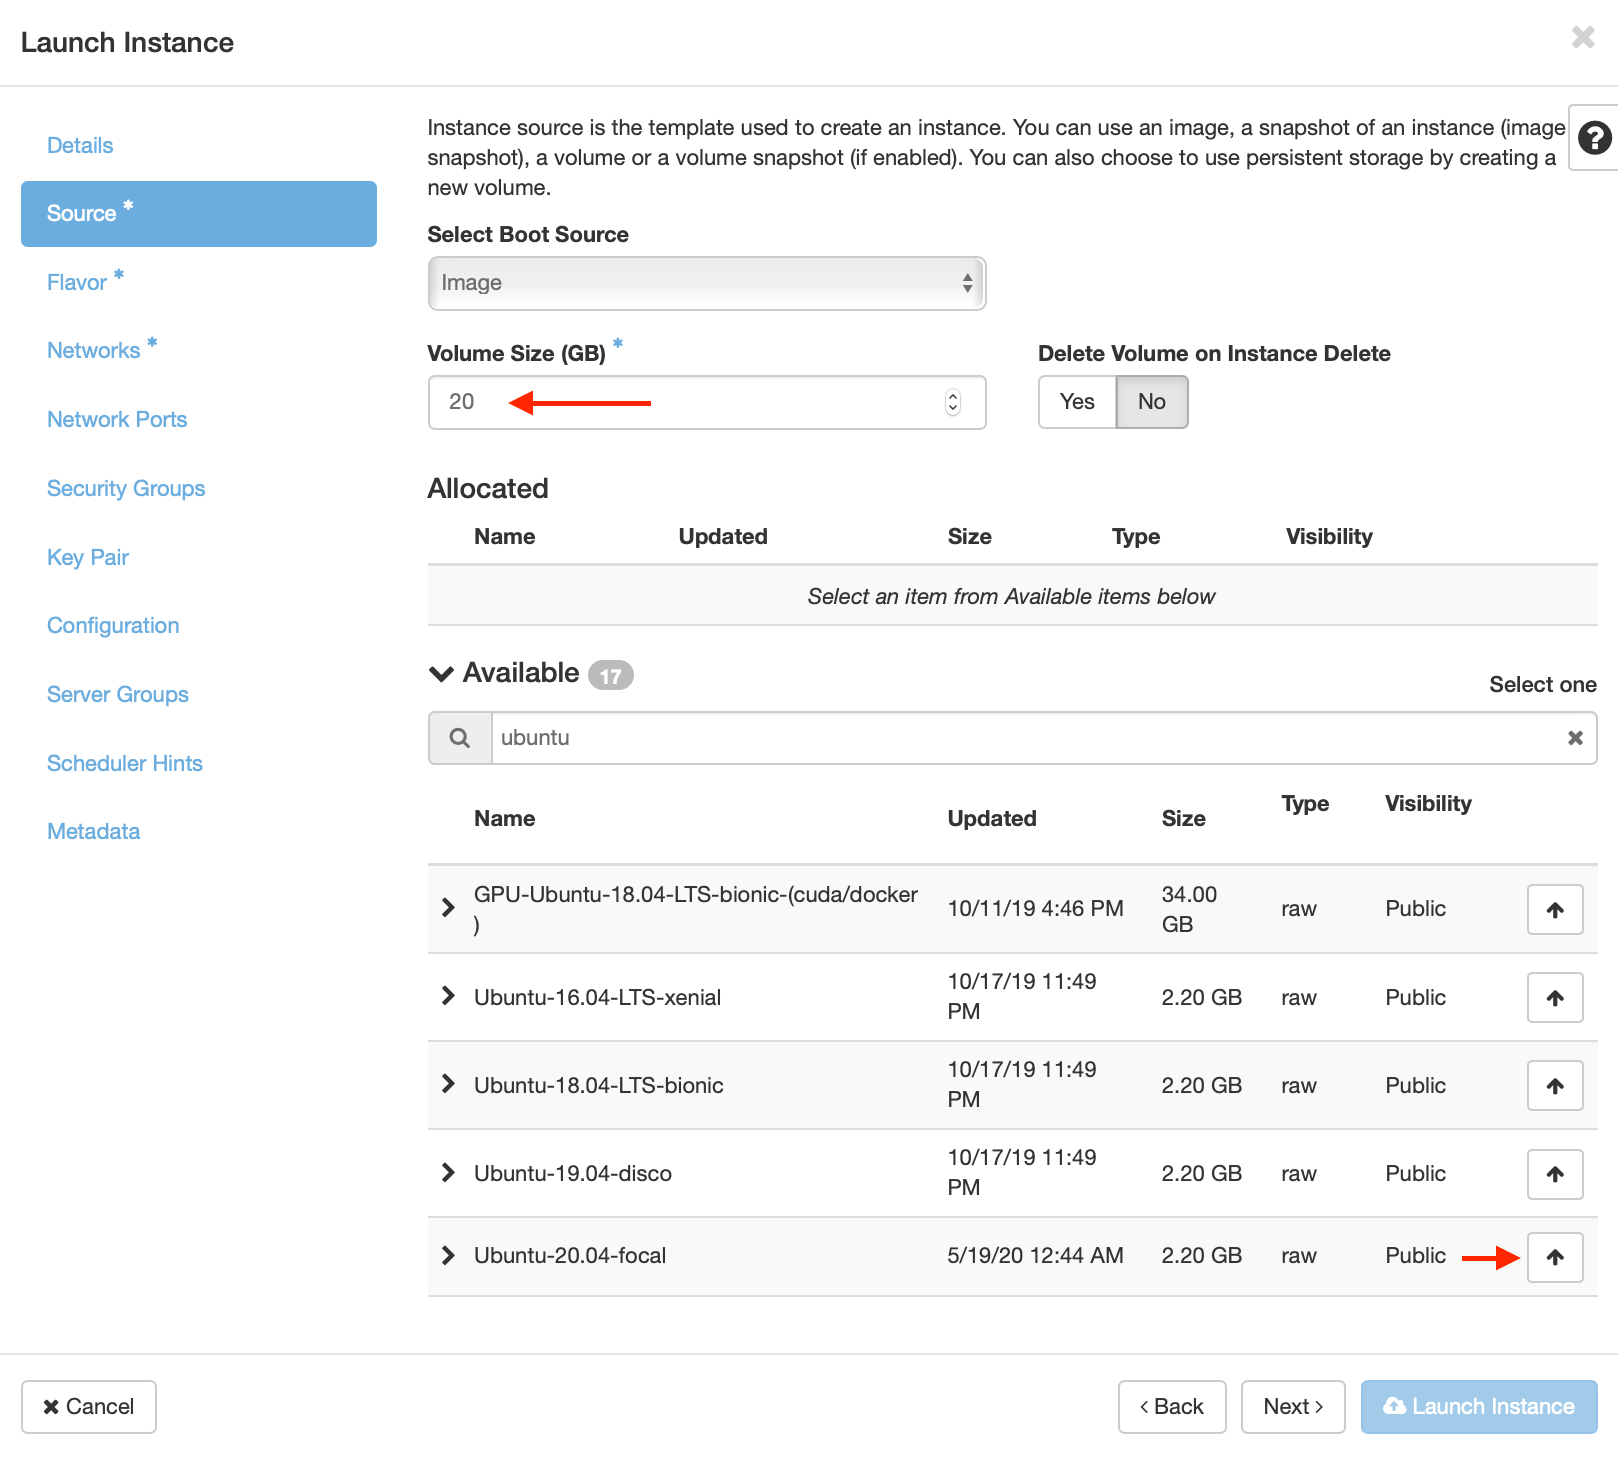 Launch Instance
Details
Source *
Flavor *
Networks *
Network Ports
Security Groups
Key Pair
Configuration
Server Groups
Scheduler Hints
Metadata
Instance source is the template used to create an instance. You can use an image, a snapshot of an instance (image
snapshot), a volume or a volume snapshot (if enabled). You can also choose to use persistent storage by creating a
new volume.
Select Boot Source
Image
Volume Size (GB) *
Delete Volume on Instance Delete
20
Yes No
Allocated
Name Updated Size Type Visibility
Select an item from Available items below
Available 17
Select one
ubuntu
Name Updated Size Type Visibility
GPU-Ubuntu-18.04-LTS-bionic-(cuda/docker
) 10/11/19 4:46 PM 34.00
GB raw Public
Ubuntu-16.04-LTS-xenial 10/17/19 11:49
PM 2.20 GB raw Public
Ubuntu-18.04-LTS-bionic 10/17/19 11:49
PM 2.20 GB raw Public
Ubuntu-19.04-disco 10/17/19 11:49
PM 2.20 GB raw Public
Ubuntu-20.04-focal 5/19/20 12:44 AM 2.20 GB raw Public
Cancel
‹ Back
Next ›
Launch Instance